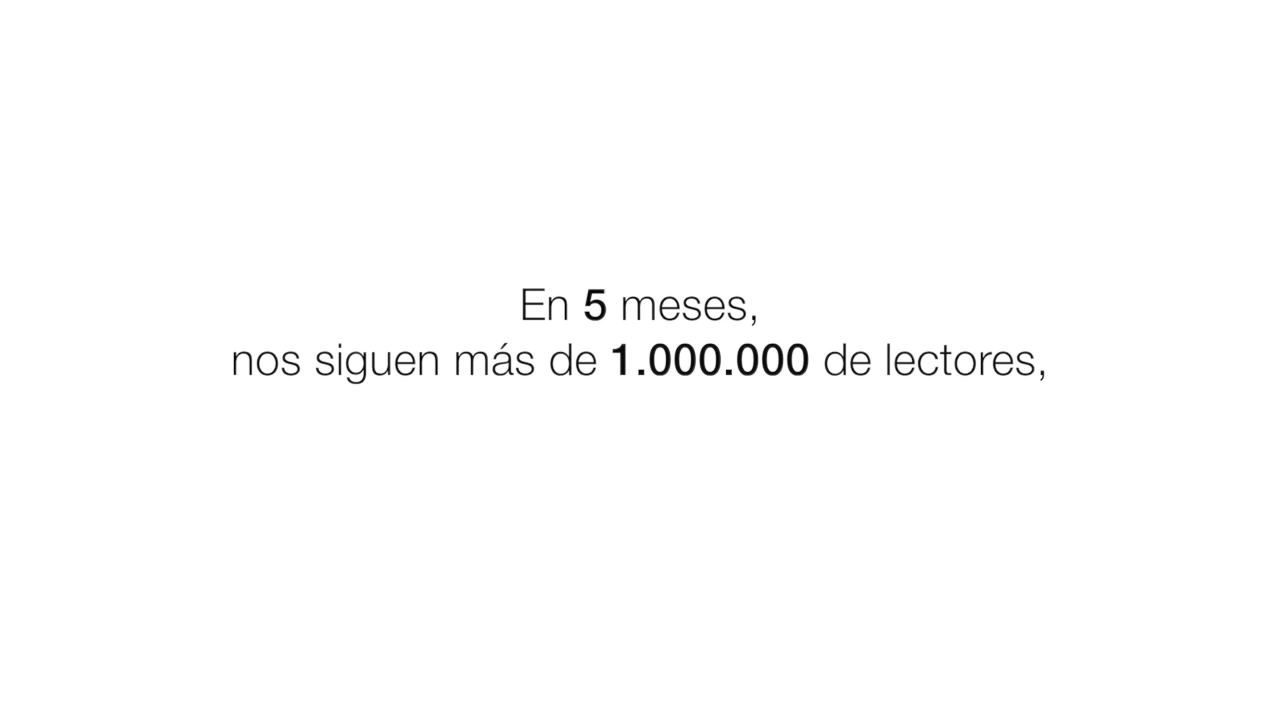 En 5 meses,
nos siguen más de 1.000.000 de lectores,